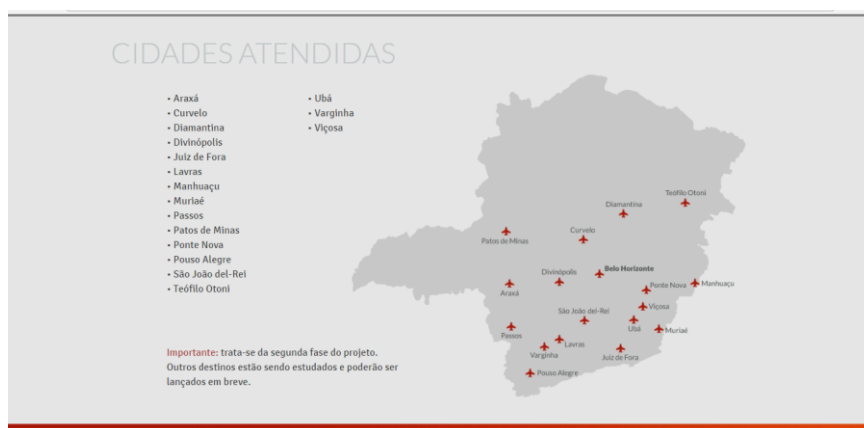 CIDADES ATENDIDAS
• Araxá
• Curvelo
• Diamantina
• Divinópolis
• Juiz de Fora
• Lavras
• Manhuaçu
• Muriaé
• Passos
• Patos de Minas
• Ponte Nova
• Pouso Alegre
• São João del-Rei
• Teófilo Otoni
• Ubá
• Varginha
• Viçosa
Importante: trata-se da segunda fase do projeto.
Outros destinos estão sendo estudados e poderão ser
lançados em breve.
Teófilo Otoni
Diamantina
Curvelo
Patos de Minas
Belo Horizonte
Divinópolis
Manhuaçu
Ponte Nova
Araxá
Viçosa
São João del-Rei
Ubá
Muriaé
Passos
Lavras
Varginha
Juiz de Fora
Pouso Alegre